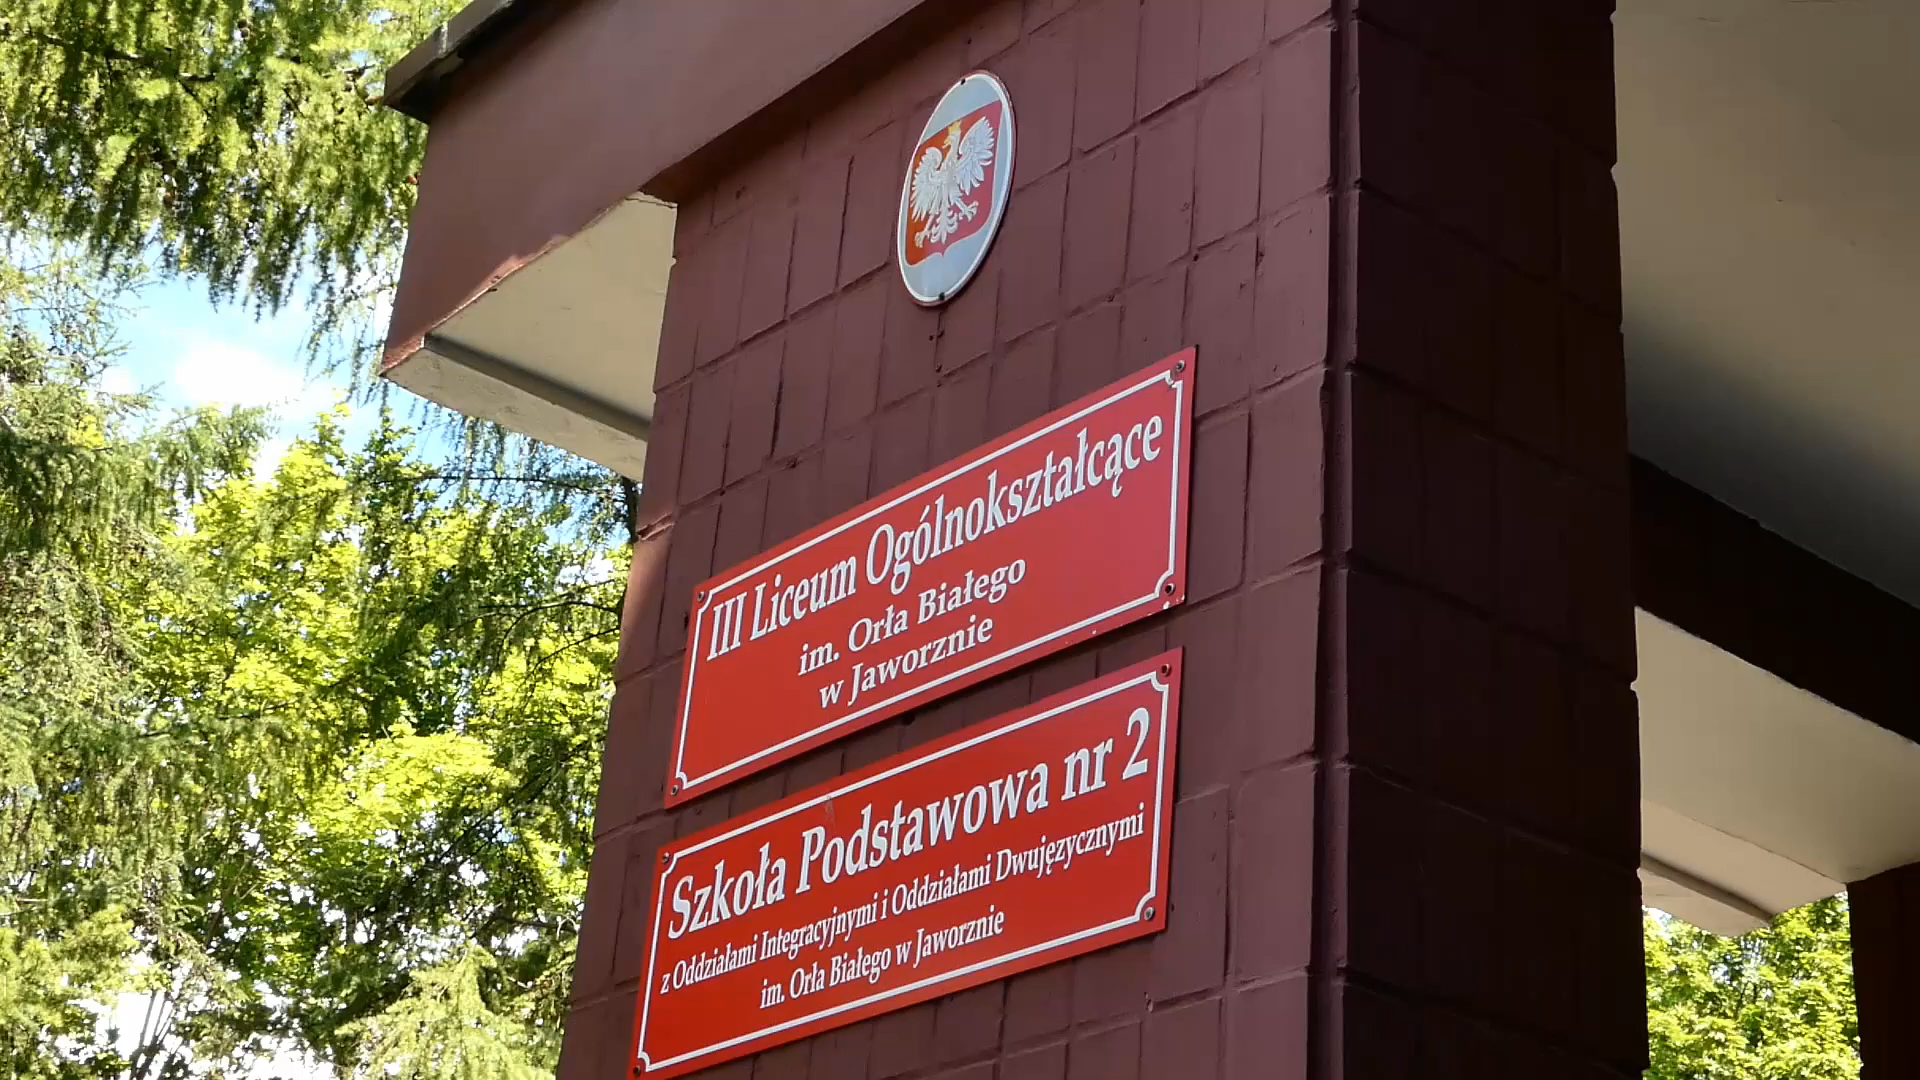 III Liceum Ogólnokształcące
im. Orła Białego
w Jaworznie
Szkoła Podstawowa nr 2
z Oddziałami Integracyjnymi i Oddziałami Dwujęzycznymi
im. Orła Białego w Jaworznie